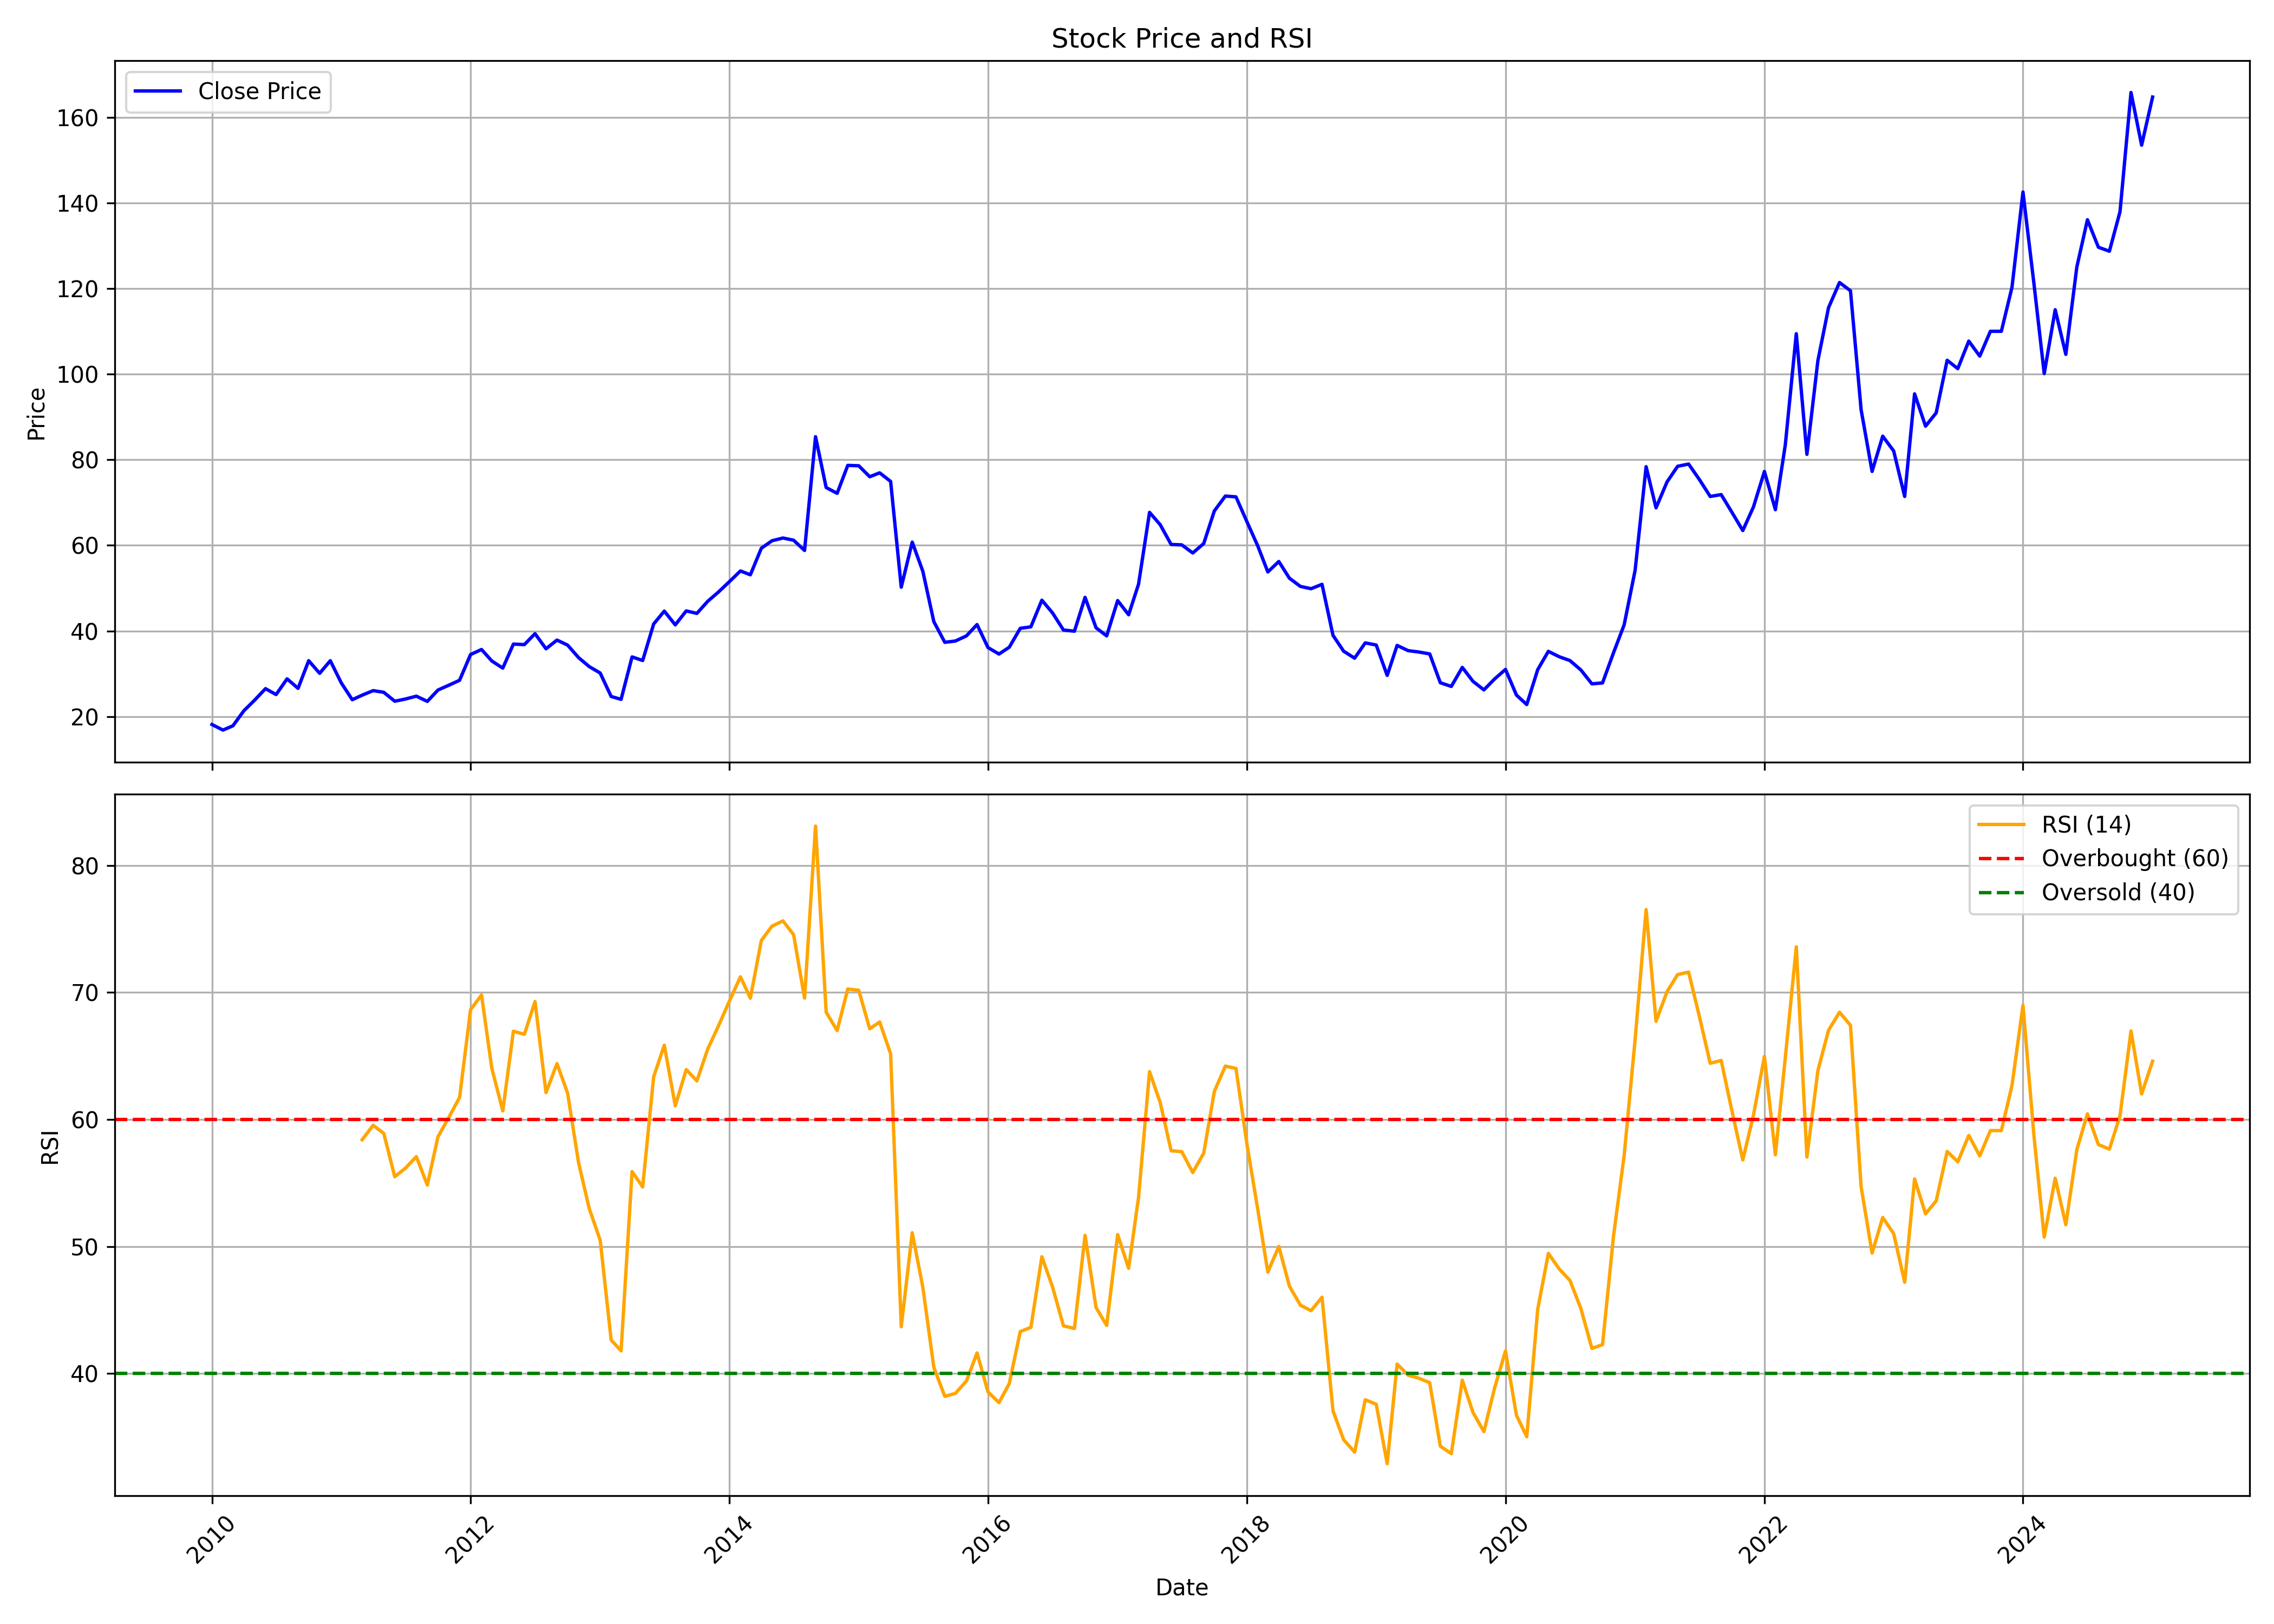 Stock Price and RSI
Close Price
Price
160
140
120
100
80
60
40
20
RSI (14)
Overbought (60)
Oversold (40)
RSI
80
70
60
50
40
2010
2012
2014
2016
2018
2020
2022
2024
Date